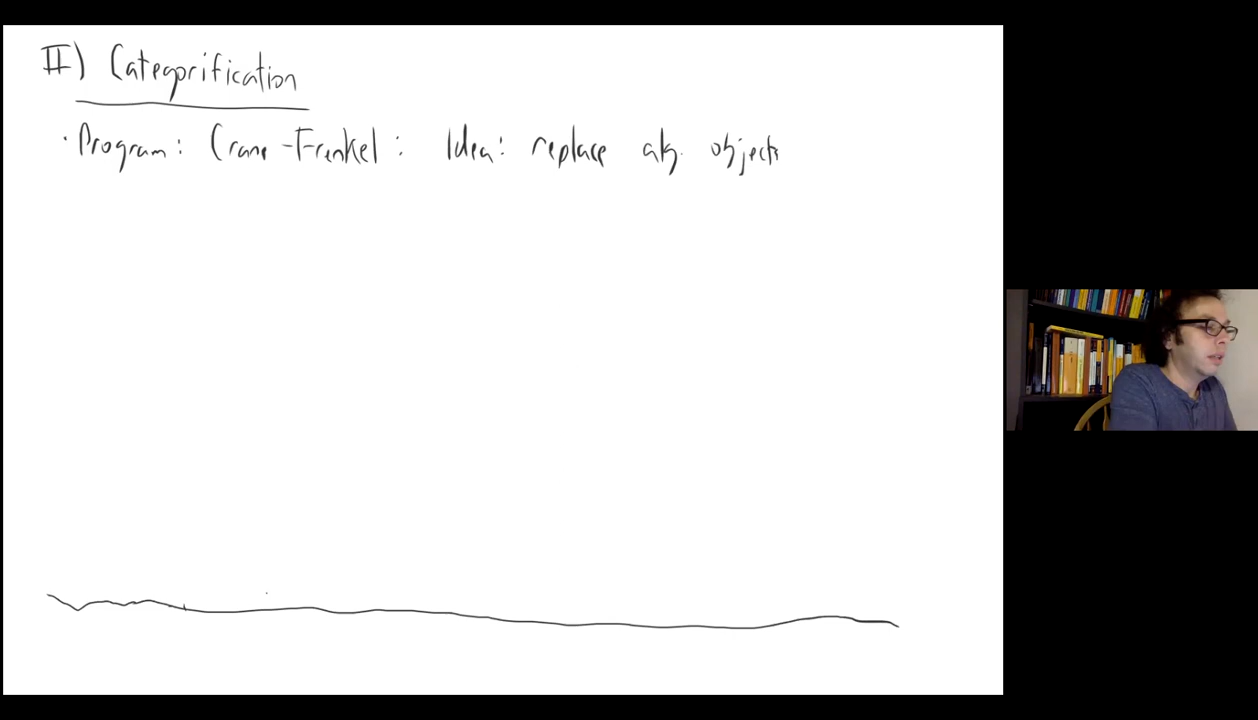 II) Categorification
· Program: Crane-Frenkel: Idea: replace alg. objects